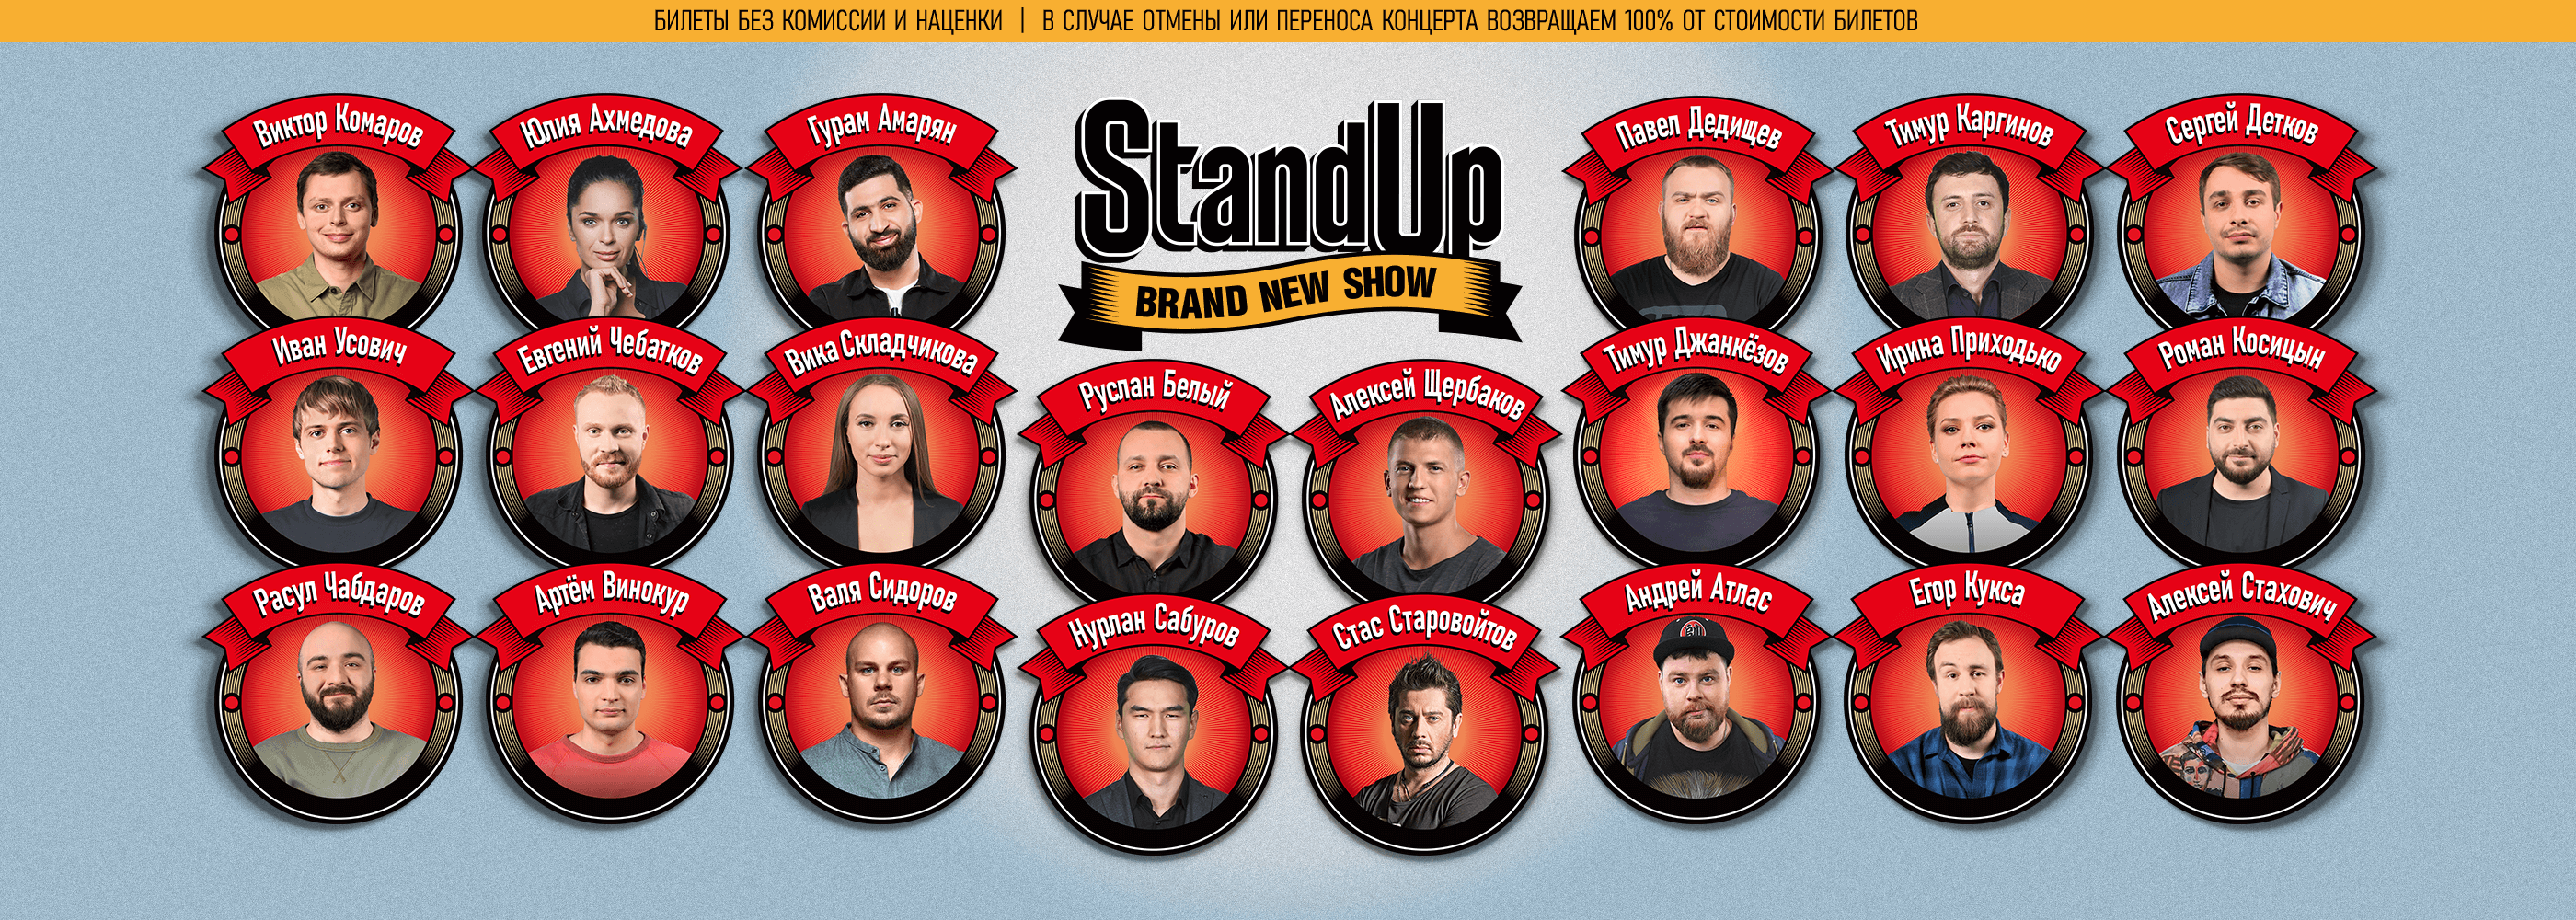 БИЛЕТЫ БЕЗ КОМИССИИ И НАЦЕНКИ | В СЛУЧАЕ ОТМЕНЫ ИЛИ ПЕРЕНОСА КОНЦЕРТА ВОЗВРАЩАЕМ 100% ОТ СТОИМОСТИ БИЛЕТОВ
Виктор Комаров
Юлия Ахмедова
Гурам Амарян
StandUp
BRAND NEW SHOW
Павел Дедищев
Тимур Каргинов
Сергей Детков
Иван Усович
Евгений Чебатков
Вика Складчикова
Руслан Белый
Алексей Щербаков
Тимур Джанкёзов
Ирина Приходько
Роман Косицын
Расул Чабдаров
Артём Винокур
Валя Сидоров
Нурлан Сабуров
Стас Старовойтов
Андрей Атлас
Егор Кукса
Алексей Стахович